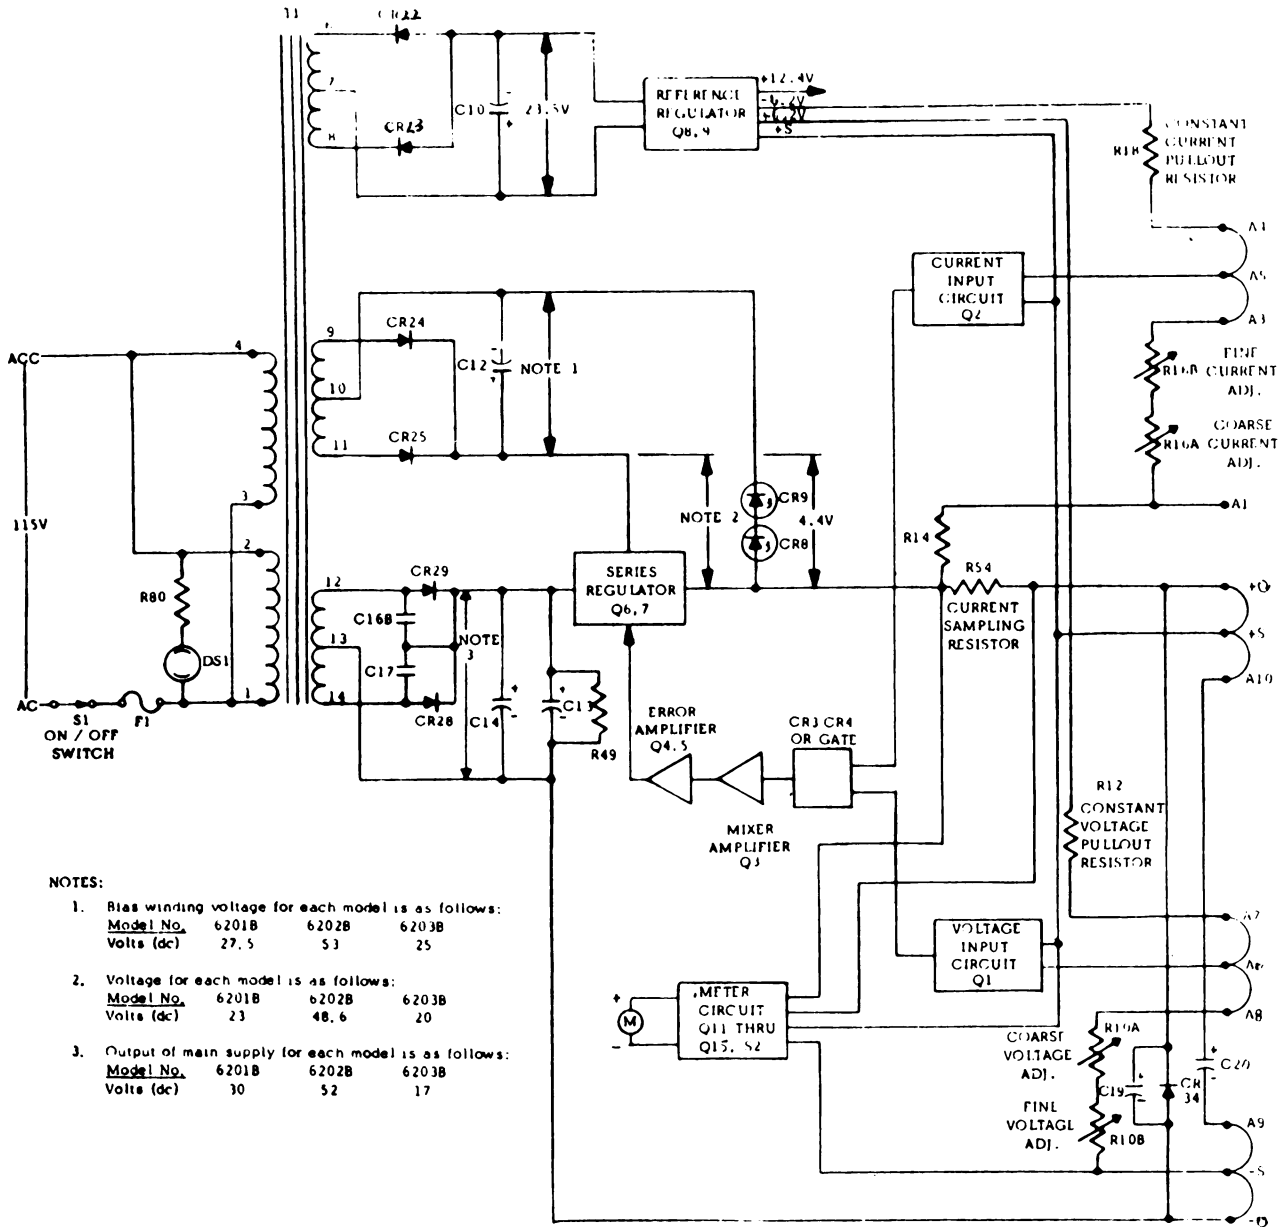 CR22
6
7
8
CR23
C10
-
+
23.5V
REFERENCE
REGULATOR
Q8, 9
+12.4V
-6.2V
+6.2V
+S
R18
CONSTANT
CURRENT
PULLOUT
RESISTOR
A4
A5
A3
CURRENT
INPUT
CIRCUIT
Q2
R16B
FINE
CURRENT
ADJ.
R16A
COARSE
CURRENT
ADJ.
A1
ACC
115V
AC
S1
ON / OFF
SWITCH
F1
R80
DS1
4
3
2
1
9
10
11
CR24
CR25
C12
-
+
NOTE 1
NOTE 2
4.4V
CR9
CR8
12
13
14
CR29
C16B
C17
CR28
NOTE
3
C14
+
-
+
-
R49
SERIES
REGULATOR
Q6, 7
R14
R54
CURRENT
SAMPLING
RESISTOR
+S
A10
ERROR
AMPLIFIER
Q4, 5
CR3 CR4
OR GATE
MIXER
AMPLIFIER
Q3
R12
CONSTANT
VOLTAGE
PULLOUT
RESISTOR
VOLTAGE
INPUT
CIRCUIT
Q1
A7
A8
METER
CIRCUIT
Q11 THRU
Q15, S2
+
M
-
COARSE
VOLTAGE
ADJ.
R10A
FINE
VOLTAGE
ADJ.
R10B
C19
+
-
CR
34
C20
+
-
A9
-S
NOTES:
1. Bias winding voltage for each model is as follows:
Model No. 6201B 6202B 6203B
Volts (dc) 27.5 53 25
2. Voltage for each model is as follows:
Model No. 6201B 6202B 6203B
Volts (dc) 23 48.6 20
3. Output of main supply for each model is as follows:
Model No. 6201B 6202B 6203B
Volts (dc) 30 52 17